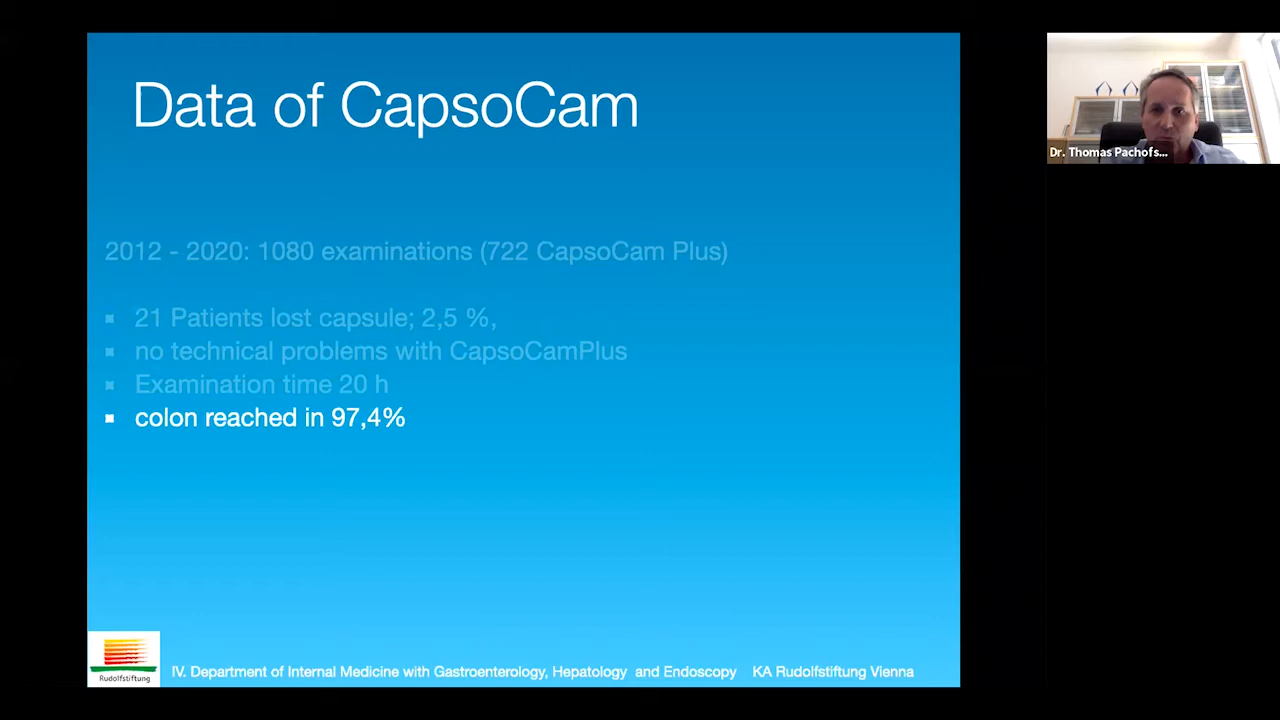 Data of CapsoCam
2012 - 2020: 1080 examinations (722 CapsoCam Plus)
▪ 21 Patients lost capsule; 2,5 %,
▪ no technical problems with CapsoCamPlus
▪ Examination time 20 h
▪ colon reached in 97,4%
Rudolfstiftung
IV. Department of Internal Medicine with Gastroenterology, Hepatology and Endoscopy KA Rudolfstiftung Vienna
Dr. Thomas Pachofs...